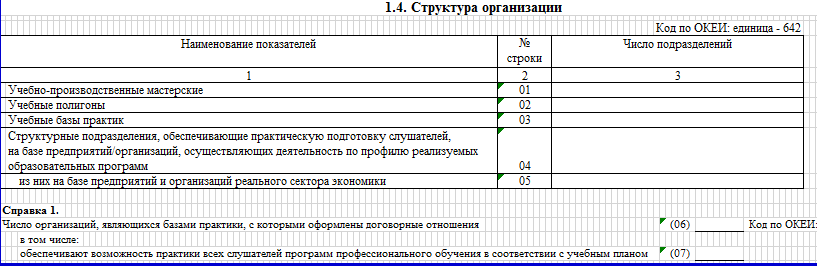 1.4. Структура организации
Код по ОКЕИ: единица - 642
Наименование показателей
№
строки
Число подразделений
1 2 3
Учебно-производственные мастерские 01
Учебные полигоны 02
Учебные базы практик 03
Структурные подразделения, обеспечивающие практическую подготовку слушателей,
на базе предприятий/организаций, осуществляющих деятельность по профилю реализуемых
образовательных программ 04
из них на базе предприятий и организаций реального сектора экономики 05
Справка 1.
Число организаций, являющихся базами практики, с которыми оформлены договорные отношения (06) Код по ОКЕИ:
в том числе:
обеспечивают возможность практики всех слушателей программ профессионального обучения в соответствии с учебным планом (07)